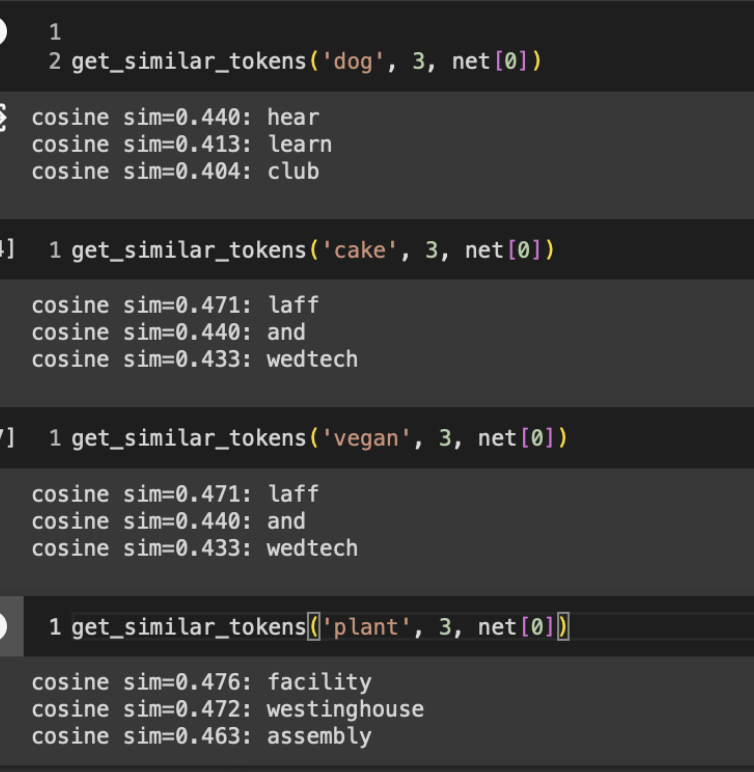 1
2 get_similar_tokens('dog', 3, net[0])
cosine sim=0.440: hear
cosine sim=0.413: learn
cosine sim=0.404: club
] 1 get_similar_tokens('cake', 3, net[0])
cosine sim=0.471: laff
cosine sim=0.440: and
cosine sim=0.433: wedtech
] 1 get_similar_tokens('vegan', 3, net[0])
cosine sim=0.471: laff
cosine sim=0.440: and
cosine sim=0.433: wedtech
1 get_similar_tokens('plant', 3, net[0])
cosine sim=0.476: facility
cosine sim=0.472: westinghouse
cosine sim=0.463: assembly